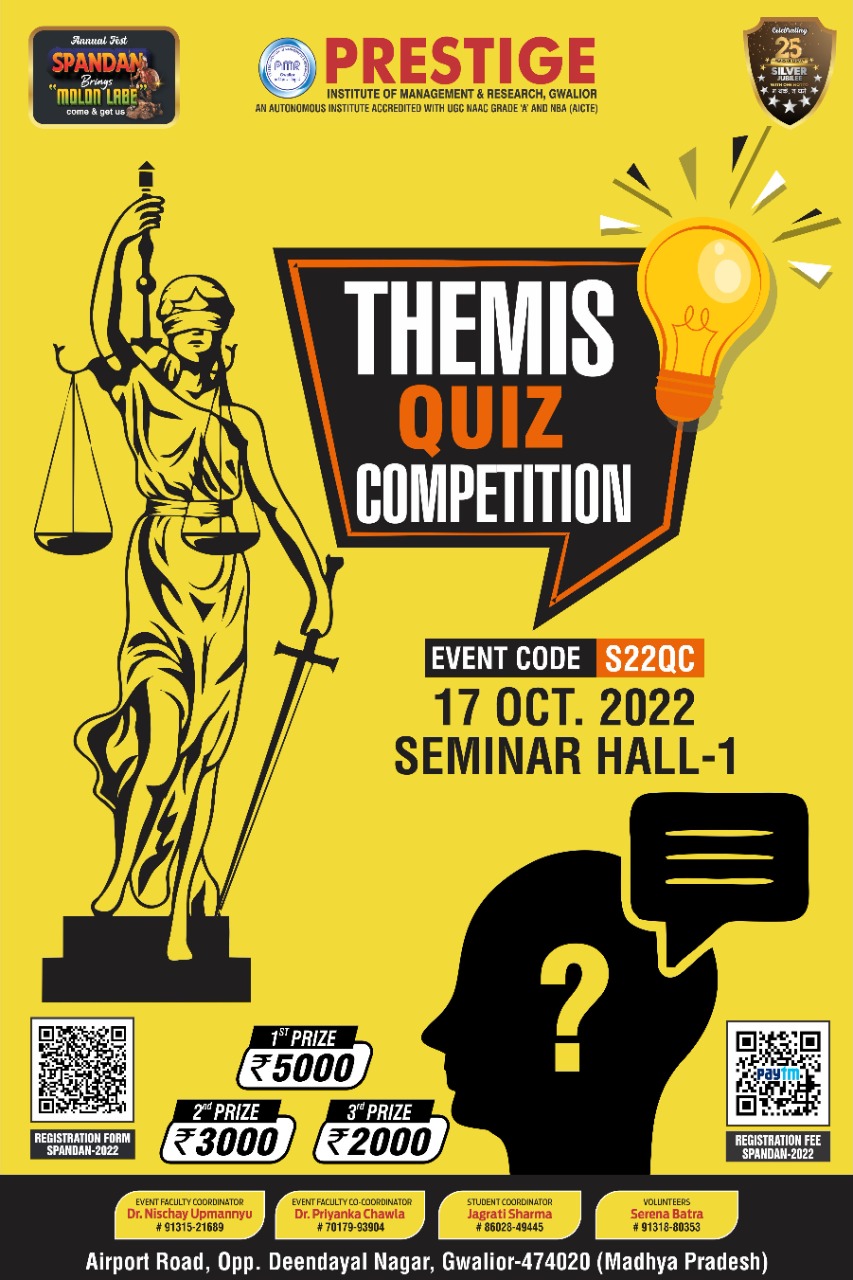 Annual Fest
SPANDAN
Brings
"MOLON LABE"
come & get us
PIMR
Gwalior
PRESTIGE
INSTITUTE OF MANAGEMENT & RESEARCH, GWALIOR
AN AUTONOMOUS INSTITUTE ACCREDITED WITH UGC NAAC GRADE 'A' AND NBA (AICTE)
Celebrating
25
SILVER
JUBILEE
THEMIS
QUIZ
COMPETITION
EVENT CODE S22QC
17 OCT. 2022
SEMINAR HALL-1
?
1ST PRIZE
₹5000
2nd PRIZE
₹3000
3rd PRIZE
₹2000
REGISTRATION FORM
SPANDAN-2022
paytm
REGISTRATION FEE
SPANDAN-2022
EVENT FACULTY COORDINATOR
Dr. Nischay Upmannyu
# 91315-21689
EVENT FACULTY CO-COORDINATOR
Dr. Priyanka Chawla
# 70179-93904
STUDENT COORDINATOR
Jagrati Sharma
# 86028-49445
VOLUNTEERS
Serena Batra
# 91318-80353
Airport Road, Opp. Deendayal Nagar, Gwalior-474020 (Madhya Pradesh)